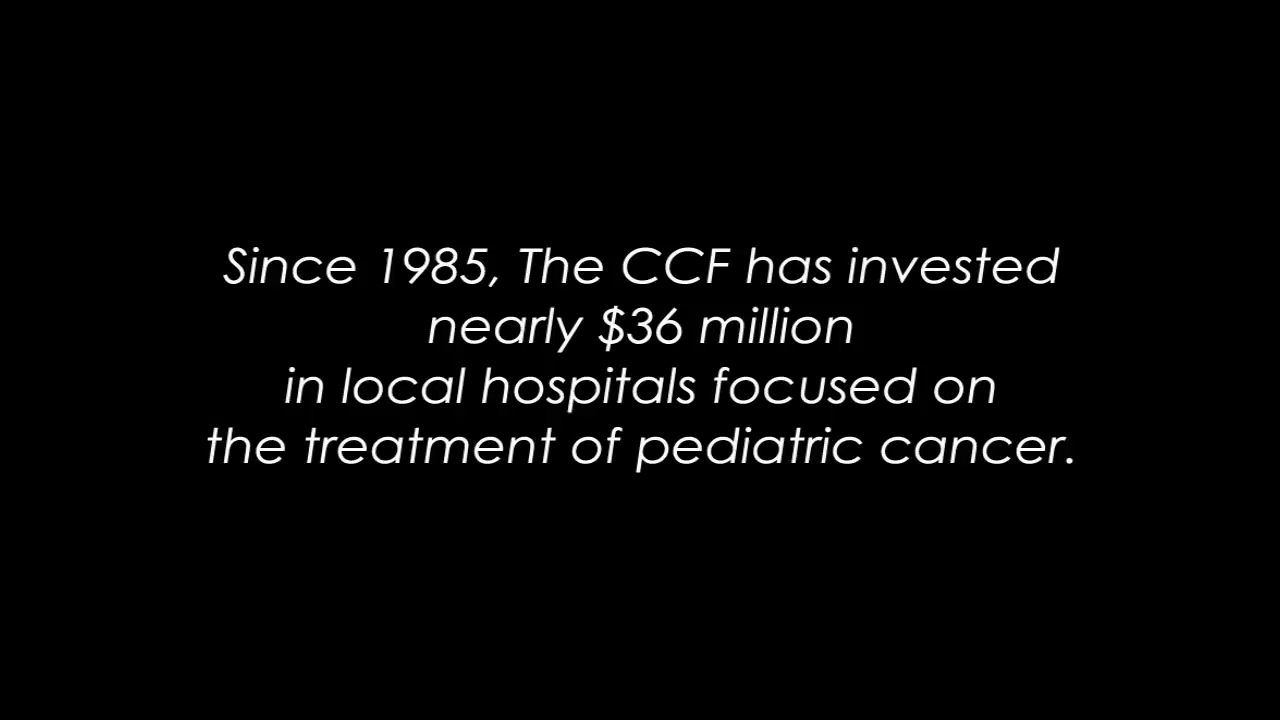 Since 1985, The CCF has invested
nearly $36 million
in local hospitals focused on
the treatment of pediatric cancer.